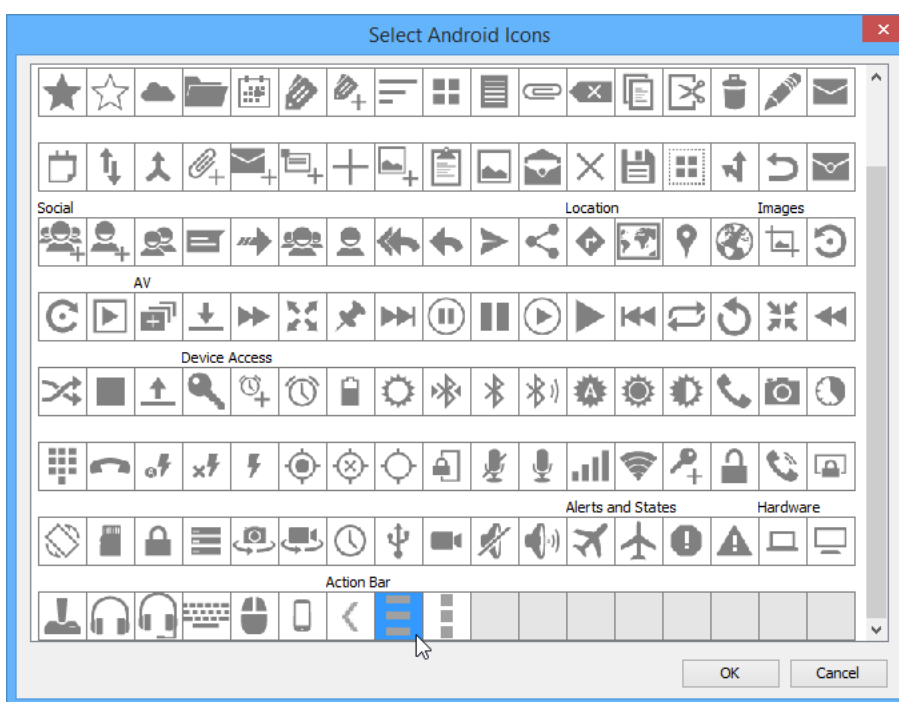 Select Android Icons
Social Location Images
AV
Device Access
Alerts and States Hardware
Action Bar
OK Cancel